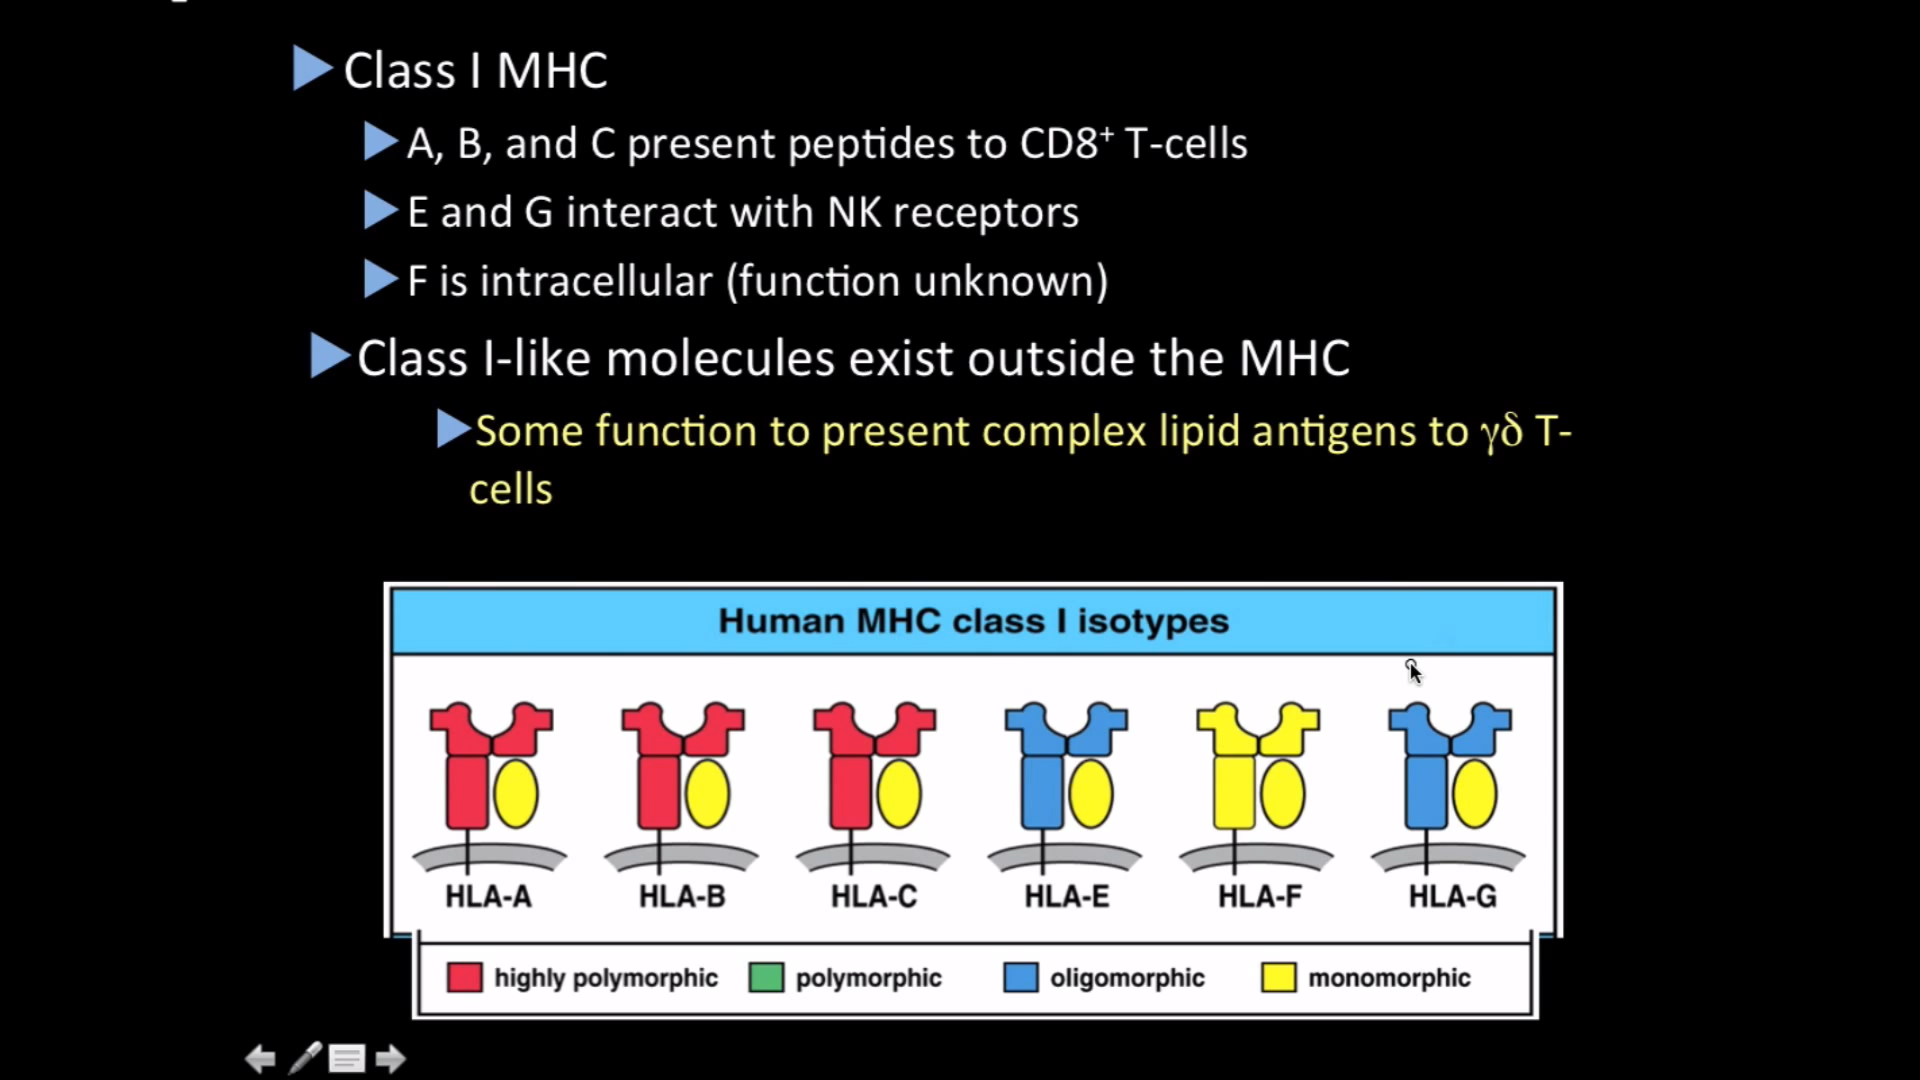 Class I MHC
A, B, and C present peptides to CD8⁺ T-cells
E and G interact with NK receptors
F is intracellular (function unknown)
Class I-like molecules exist outside the MHC
Some function to present complex lipid antigens to γδ T-
cells
Human MHC class I isotypes
HLA-A HLA-B HLA-C HLA-E HLA-F HLA-G
highly polymorphic polymorphic oligomorphic monomorphic